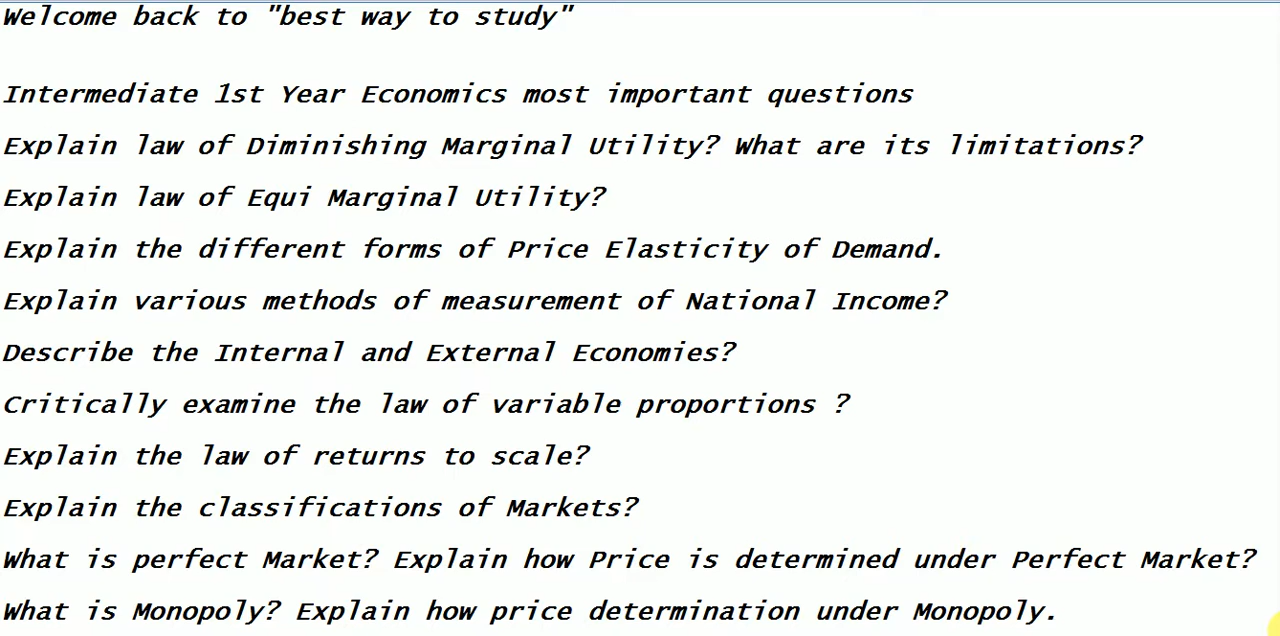 Welcome back to "best way to study"
Intermediate 1st Year Economics most important questions
Explain law of Diminishing Marginal Utility? What are its limitations?
Explain law of Equi Marginal Utility?
Explain the different forms of Price Elasticity of Demand.
Explain various methods of measurement of National Income?
Describe the Internal and External Economies?
Critically examine the law of variable proportions ?
Explain the law of returns to scale?
Explain the classifications of Markets?
What is perfect Market? Explain how Price is determined under Perfect Market?
What is Monopoly? Explain how price determination under Monopoly.